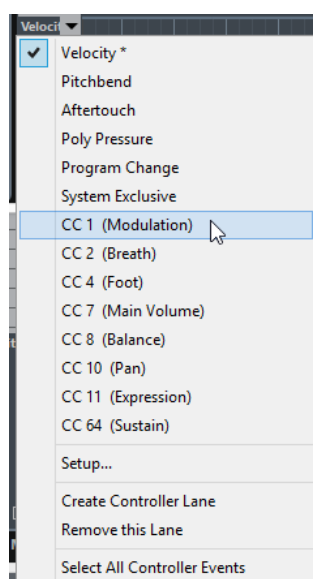 Velocit
Velocity *
Pitchbend
Aftertouch
Poly Pressure
Program Change
System Exclusive
CC 1 (Modulation)
CC 2 (Breath)
CC 4 (Foot)
CC 7 (Main Volume)
CC 8 (Balance)
CC 10 (Pan)
CC 11 (Expression)
CC 64 (Sustain)
Setup...
Create Controller Lane
Remove this Lane
Select All Controller Events